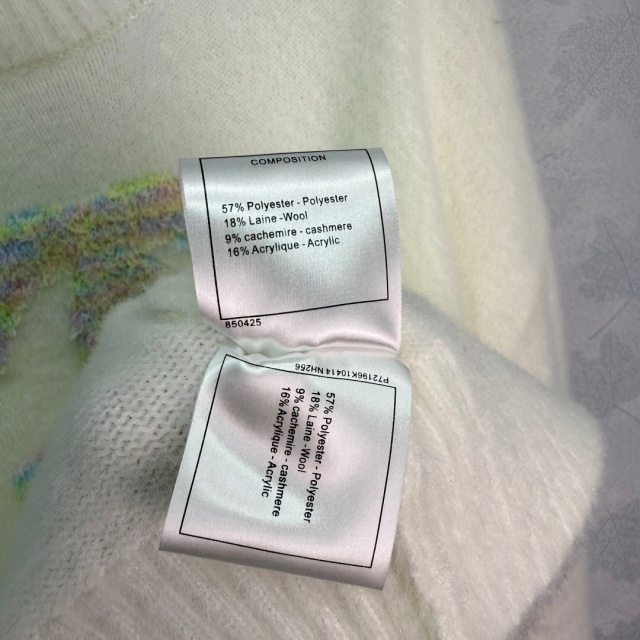 COMPOSITION
57% Polyester - Polyester
18% Laine -Wool
9% cachemire - cashmere
16% Acrylique - Acrylic
850425
P72196K10414 NH256
57% Polyester - Polyester
18% Laine -Wool
9% cachemire - cashmere
16% Acrylique - Acrylic